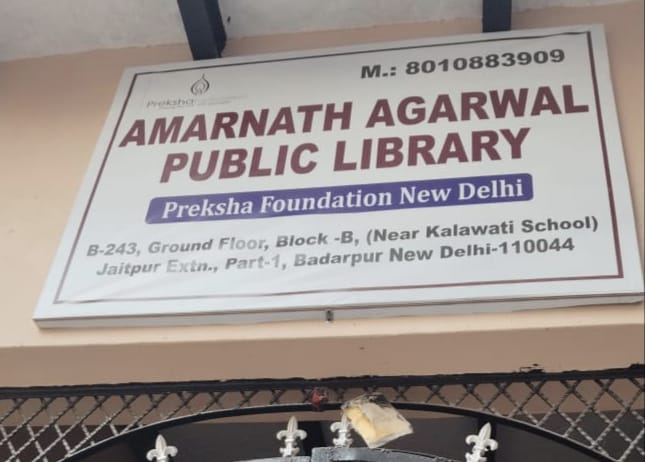 M.: 8010883909
Preksha
AMARNATH AGARWAL
PUBLIC LIBRARY
Preksha Foundation New Delhi
B-243, Ground Floor, Block -B, (Near Kalawati School)
Jaitpur Extn., Part-1, Badarpur New Delhi-110044